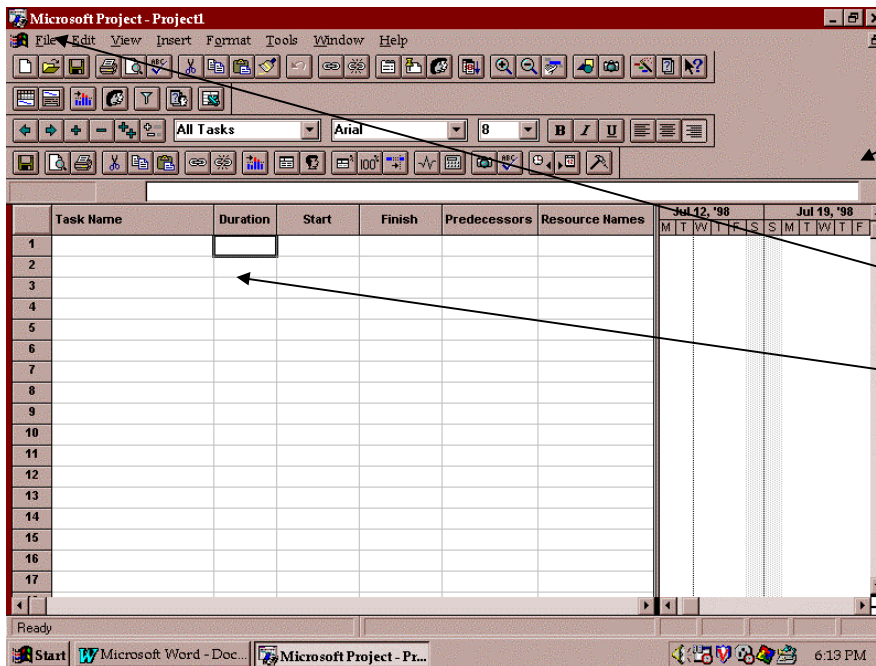 Microsoft Project - Project1
File Edit View Insert Format Tools Window Help
All Tasks Arial 8 B I U
100%
Task Name Duration Start Finish Predecessors Resource Names Jul 12, '98 Jul 19, '98
M T W T F S S M T W T F
1
2
3
4
5
6
7
8
9
10
11
12
13
14
15
16
17
Ready
Start Microsoft Word - Doc... Microsoft Project - Pr... 6:13 PM